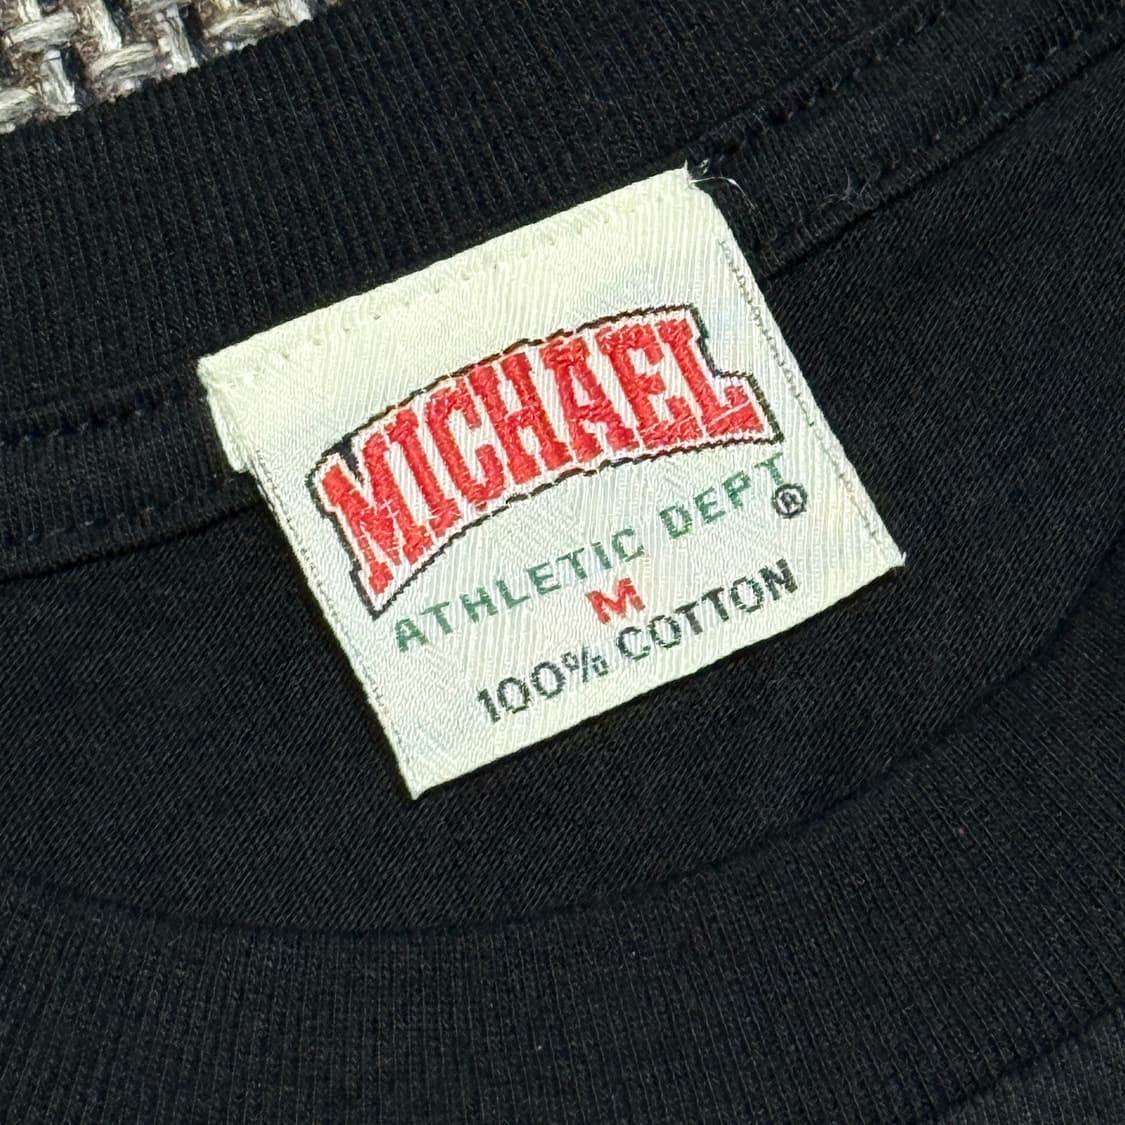 MICHAEL
ATHLETIC DEPT
®
M
100% COTTON